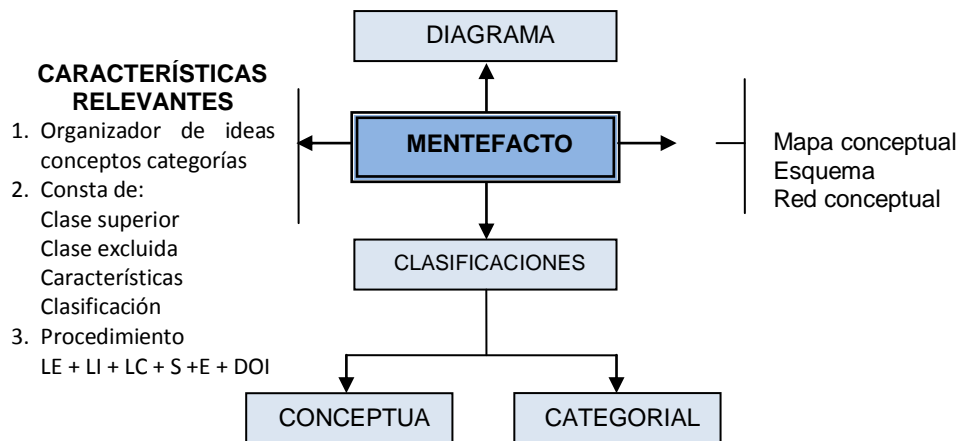 DIAGRAMA
CARACTERÍSTICAS
RELEVANTES
1. Organizador de ideas
conceptos categorías
2. Consta de:
Clase superior
Clase excluida
Características
Clasificación
3. Procedimiento
LE + LI + LC + S +E + DOI
MENTEFACTO
Mapa conceptual
Esquema
Red conceptual
CLASIFICACIONES
CONCEPTUA
CATEGORIAL